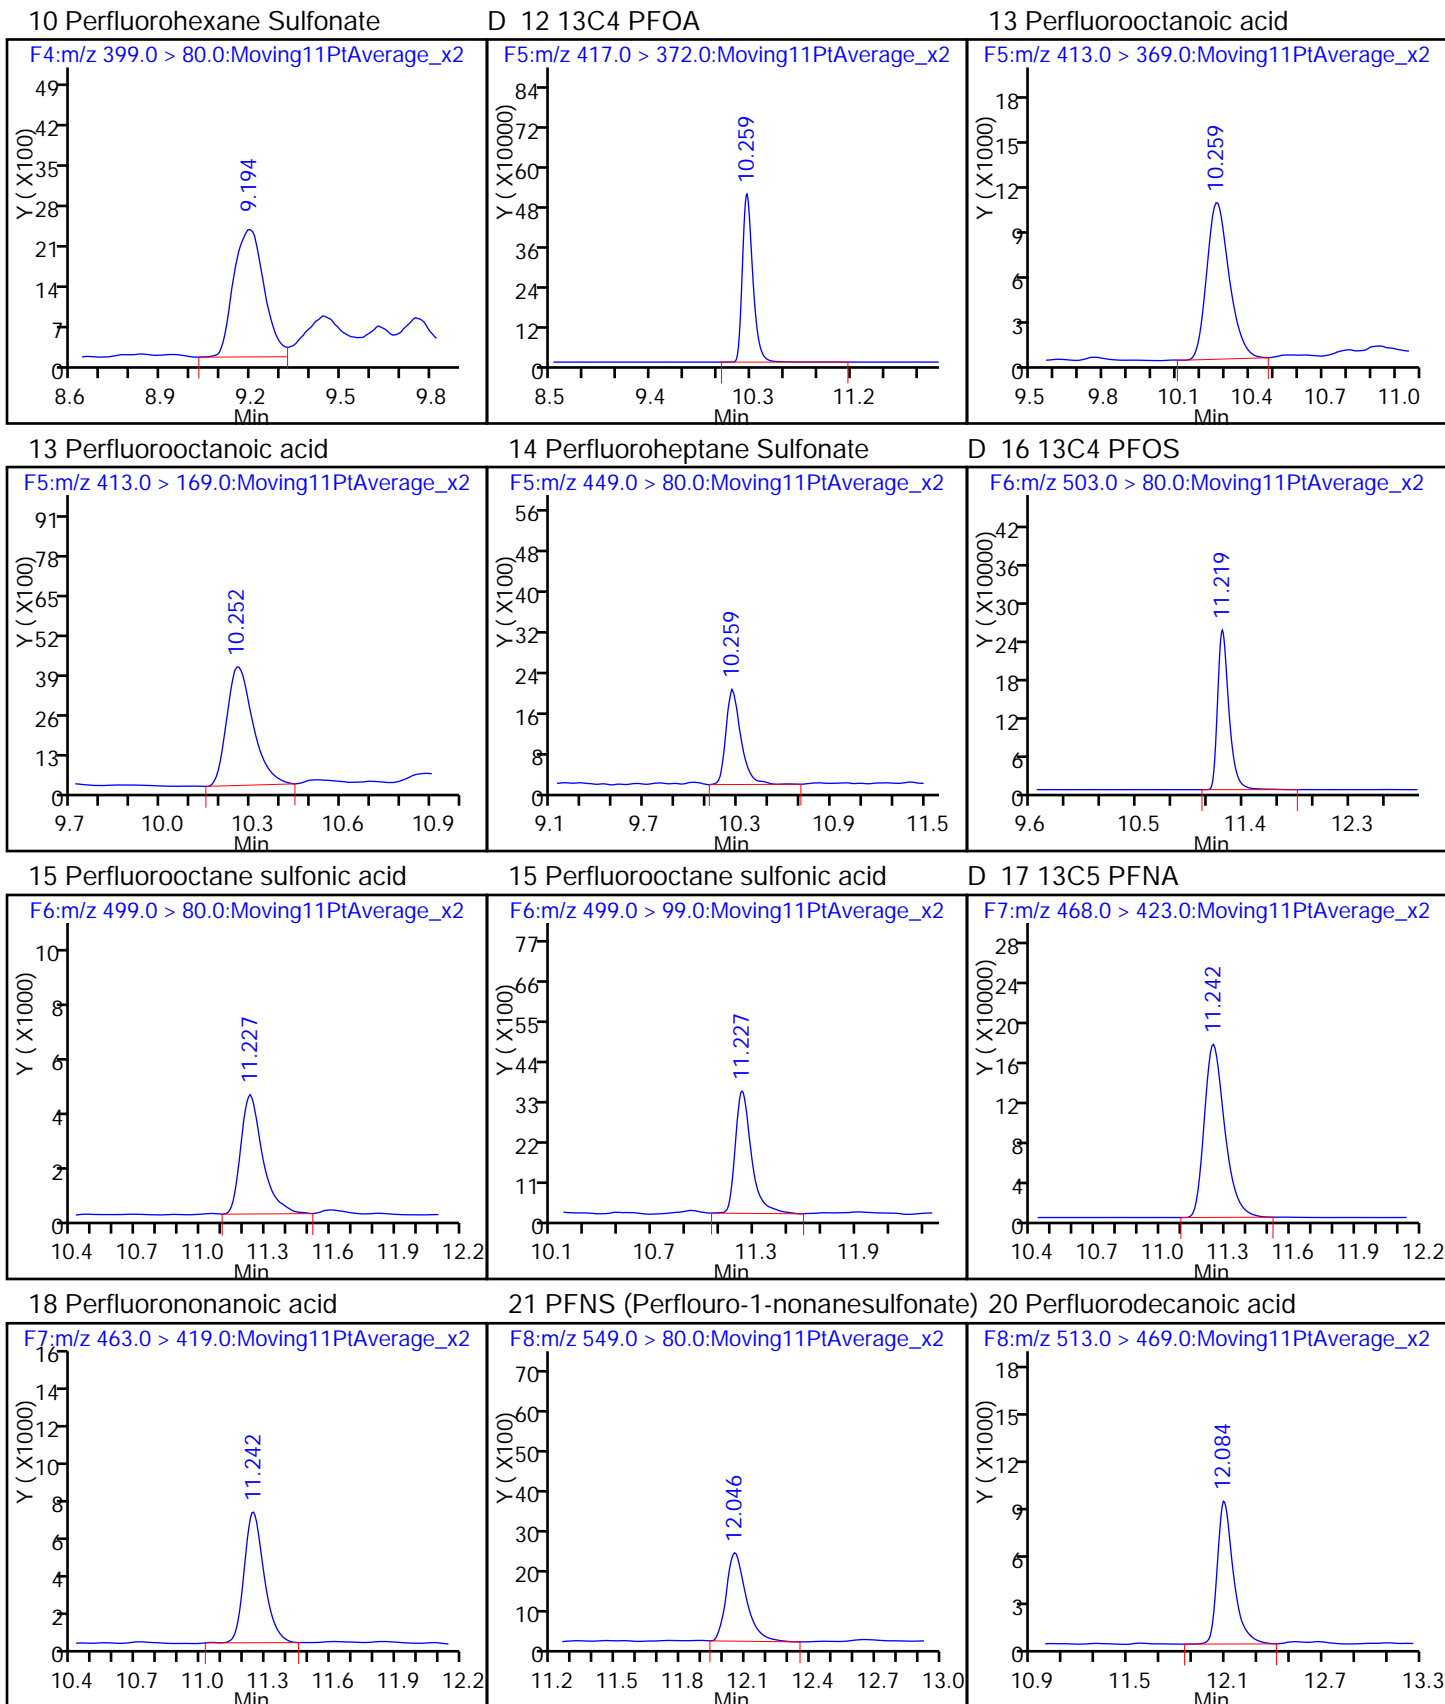 10 Perfluorohexane Sulfonate
F4:m/z 399.0 > 80.0:Moving11PtAverage_x2
Y ( X100)
49
42
35
28
21
14
7
0
9.194
8.6 8.9 9.2 9.5 9.8
Min
D 12 13C4 PFOA
F5:m/z 417.0 > 372.0:Moving11PtAverage_x2
Y ( X10000)
84
72
60
48
36
24
12
0
10.259
8.5 9.4 10.3 11.2
Min
13 Perfluorooctanoic acid
F5:m/z 413.0 > 369.0:Moving11PtAverage_x2
Y ( X1000)
18
15
12
9
6
3
0
10.259
9.5 9.8 10.1 10.4 10.7 11.0
Min
13 Perfluorooctanoic acid
F5:m/z 413.0 > 169.0:Moving11PtAverage_x2
Y ( X100)
91
78
65
52
39
26
13
0
10.252
9.7 10.0 10.3 10.6 10.9
Min
14 Perfluoroheptane Sulfonate
F5:m/z 449.0 > 80.0:Moving11PtAverage_x2
Y ( X100)
56
48
40
32
24
16
8
0
10.259
9.1 9.7 10.3 10.9 11.5
Min
D 16 13C4 PFOS
F6:m/z 503.0 > 80.0:Moving11PtAverage_x2
Y ( X10000)
42
36
30
24
18
12
6
0
11.219
9.6 10.5 11.4 12.3
Min
15 Perfluorooctane sulfonic acid
F6:m/z 499.0 > 80.0:Moving11PtAverage_x2
Y ( X1000)
10
8
6
4
2
0
11.227
10.4 10.7 11.0 11.3 11.6 11.9 12.2
Min
15 Perfluorooctane sulfonic acid
F6:m/z 499.0 > 99.0:Moving11PtAverage_x2
Y ( X100)
77
66
55
44
33
22
11
0
11.227
10.1 10.7 11.3 11.9
Min
D 17 13C5 PFNA
F7:m/z 468.0 > 423.0:Moving11PtAverage_x2
Y ( X10000)
28
24
20
16
12
8
4
0
11.242
10.4 10.7 11.0 11.3 11.6 11.9 12.2
Min
18 Perfluorononanoic acid
F7:m/z 463.0 > 419.0:Moving11PtAverage_x2
Y ( X1000)
16
14
12
10
8
6
4
2
0
11.242
10.4 10.7 11.0 11.3 11.6 11.9 12.2
Min
21 PFNS (Perflouro-1-nonanesulfonate)
F8:m/z 549.0 > 80.0:Moving11PtAverage_x2
Y ( X100)
70
60
50
40
30
20
10
0
12.046
11.2 11.5 11.8 12.1 12.4 12.7 13.0
Min
20 Perfluorodecanoic acid
F8:m/z 513.0 > 469.0:Moving11PtAverage_x2
Y ( X1000)
18
15
12
9
6
3
0
12.084
10.9 11.5 12.1 12.7 13.3
Min